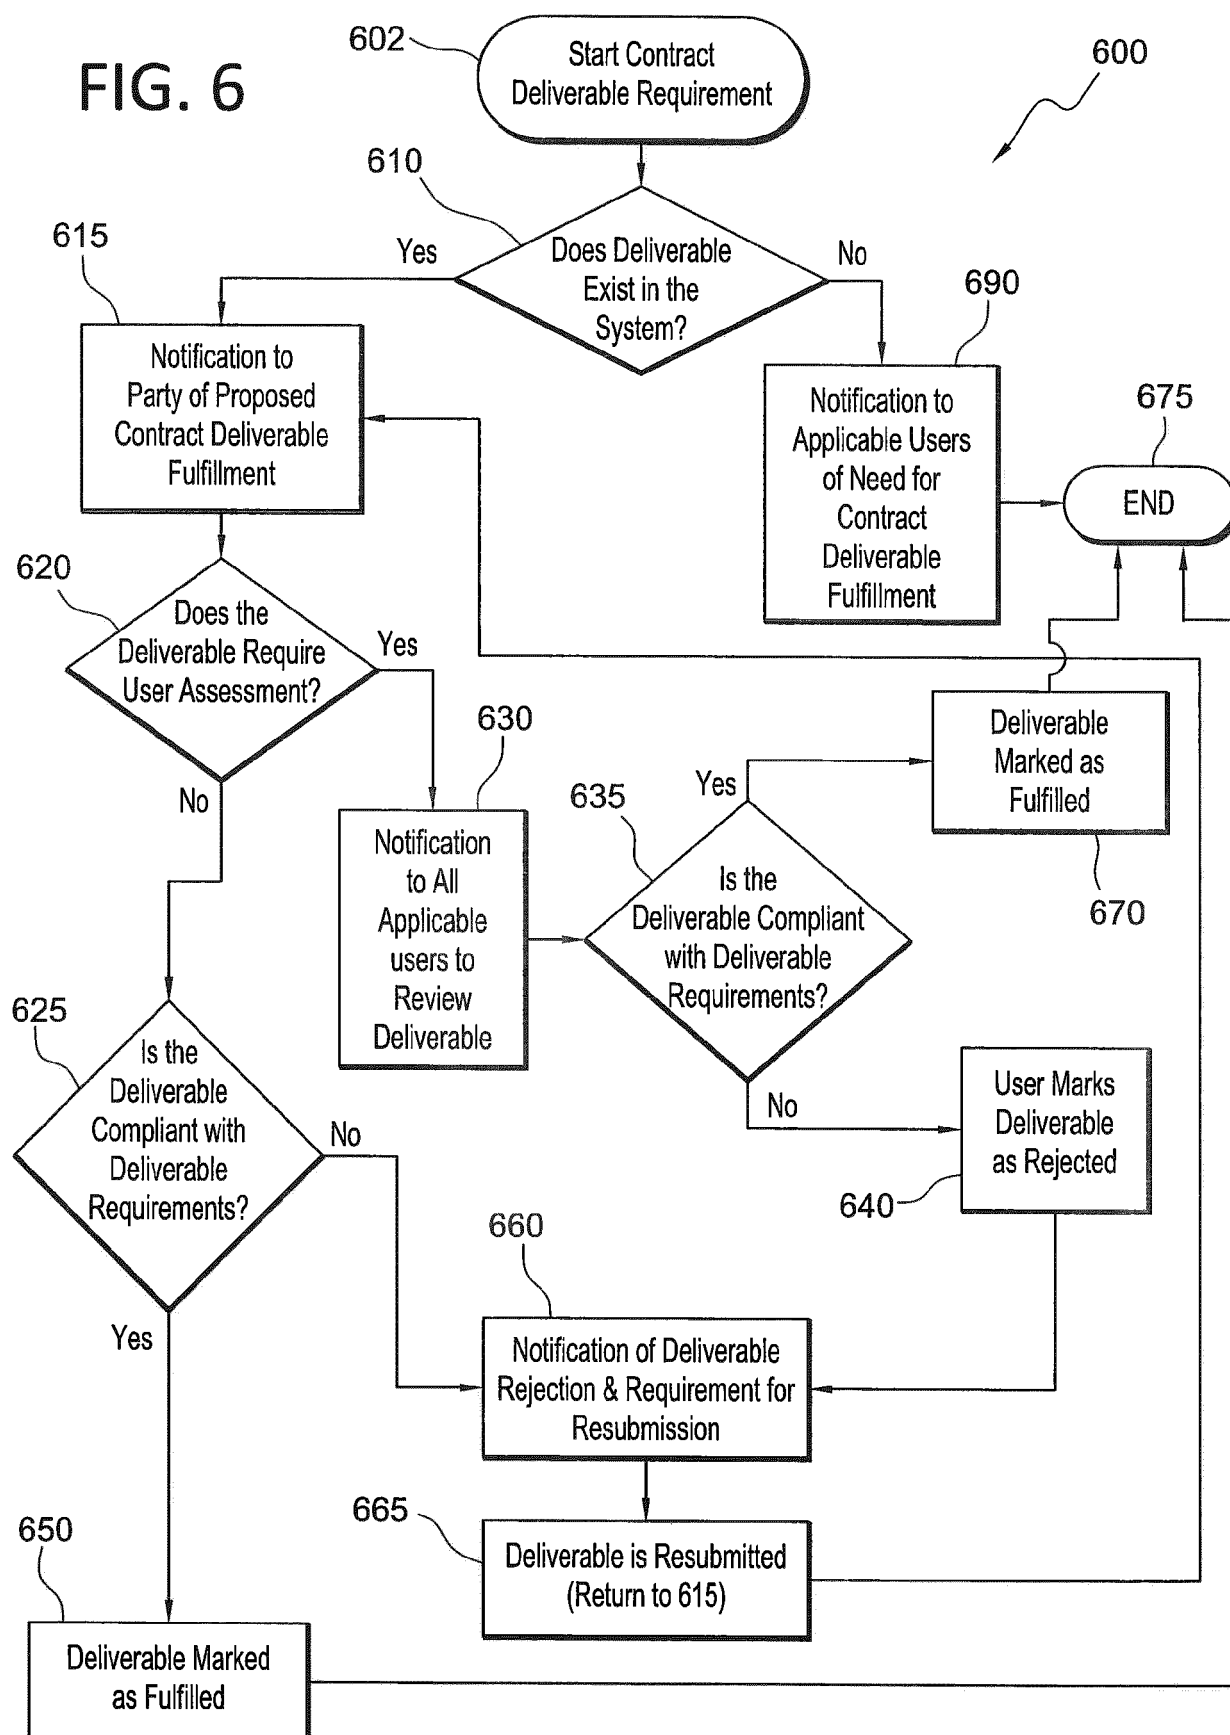 FIG. 6
602
Start Contract
Deliverable Requirement
600
610
Does Deliverable
Exist in the
System?
Yes
No
615
Notification to
Party of Proposed
Contract Deliverable
Fulfillment
690
Notification to
Applicable Users
of Need for
Contract
Deliverable
Fulfillment
675
END
620
Does the
Deliverable Require
User Assessment?
Yes
No
630
Notification
to All
Applicable
users to
Review
Deliverable
635
Is the
Deliverable Compliant
with Deliverable
Requirements?
Yes
No
Deliverable
Marked as
Fulfilled
670
625
Is the
Deliverable
Compliant with
Deliverable
Requirements?
No
Yes
User Marks
Deliverable
as Rejected
640
660
Notification of Deliverable
Rejection & Requirement for
Resubmission
665
Deliverable is Resubmitted
(Return to 615)
650
Deliverable Marked
as Fulfilled